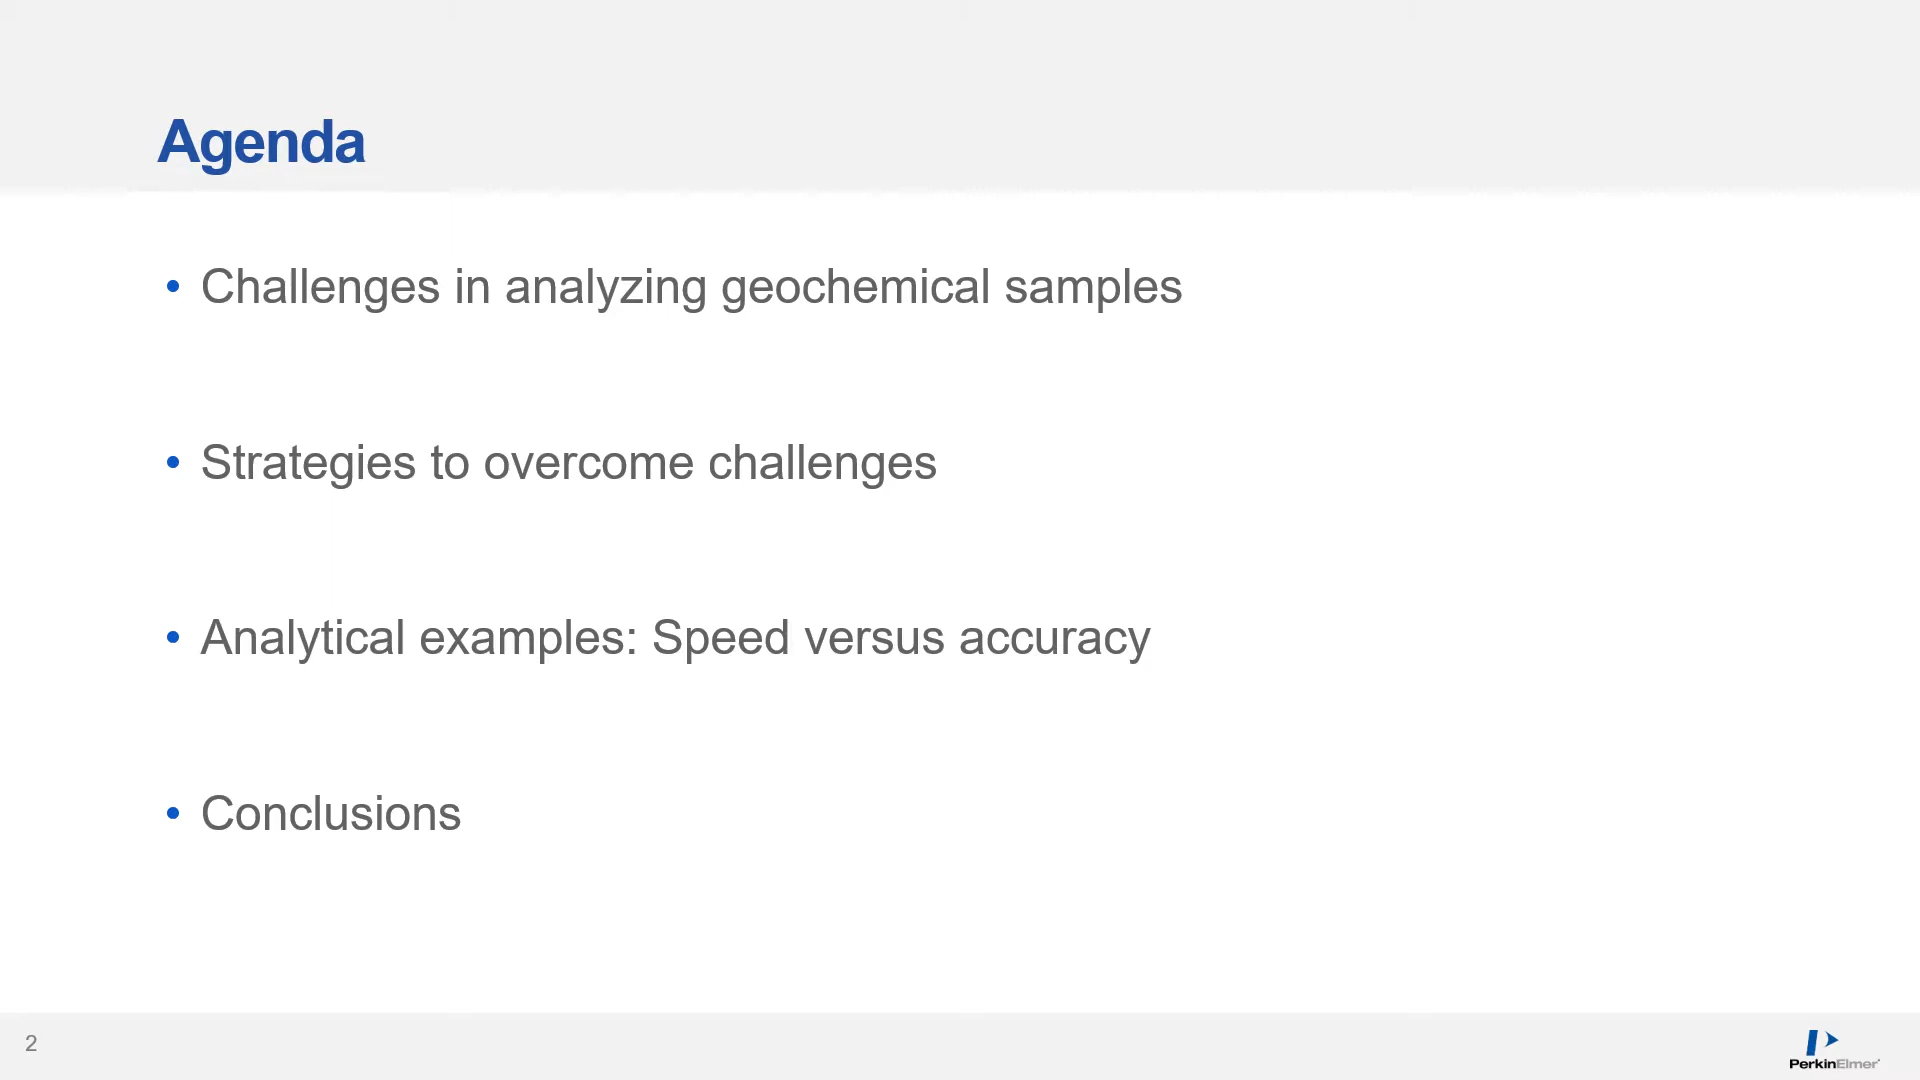 Agenda
• Challenges in analyzing geochemical samples
• Strategies to overcome challenges
• Analytical examples: Speed versus accuracy
• Conclusions
2
PerkinElmer